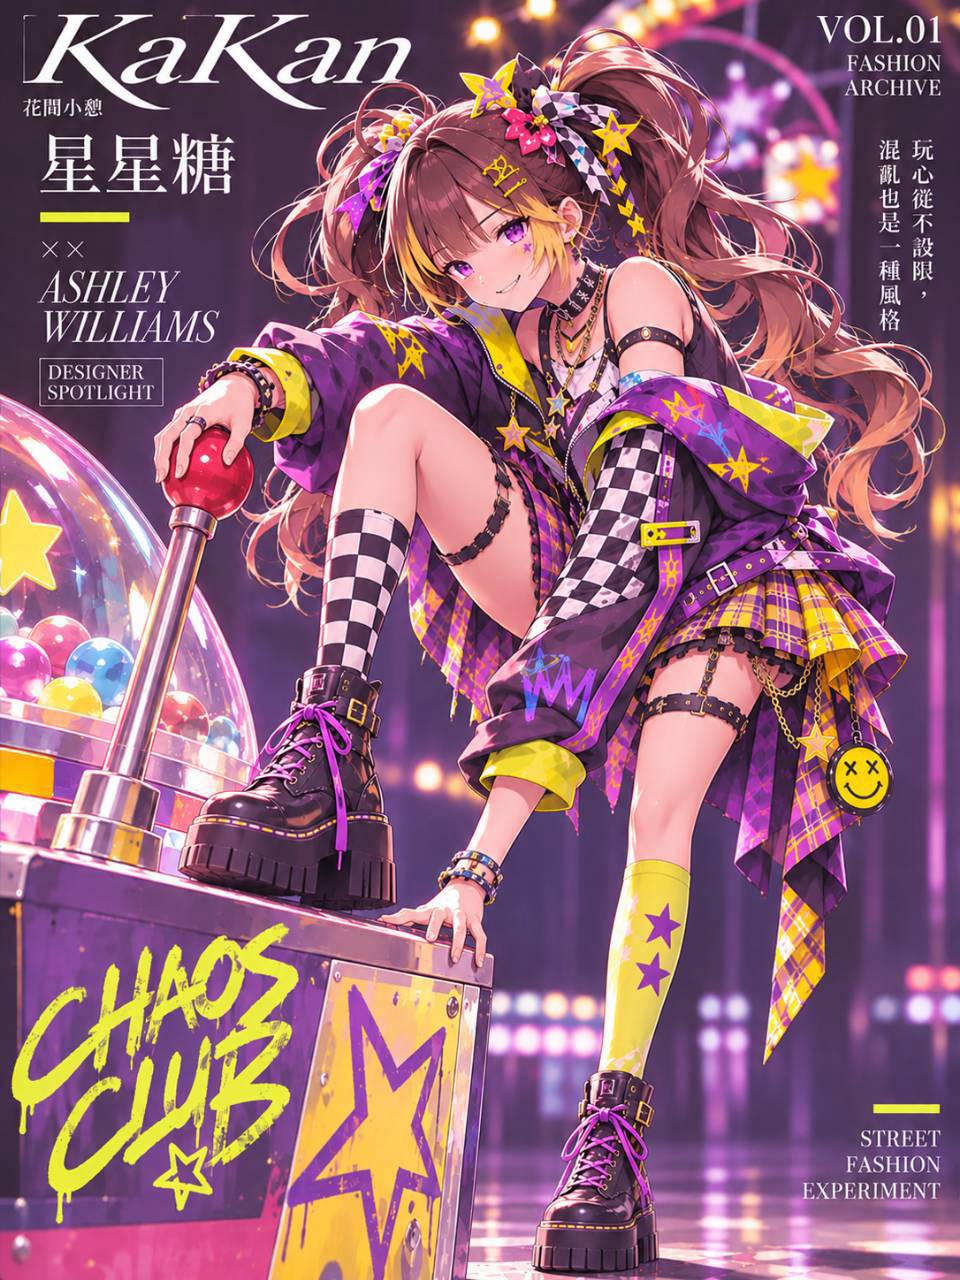 KaKan
花間小憩
星星糖
××
ASHLEY
WILLIAMS
DESIGNER
SPOTLIGHT
VOL.01
FASHION
ARCHIVE
玩心從不設限，
混亂也是一種風格。
CHAOS
CLUB
STREET
FASHION
EXPERIMENT